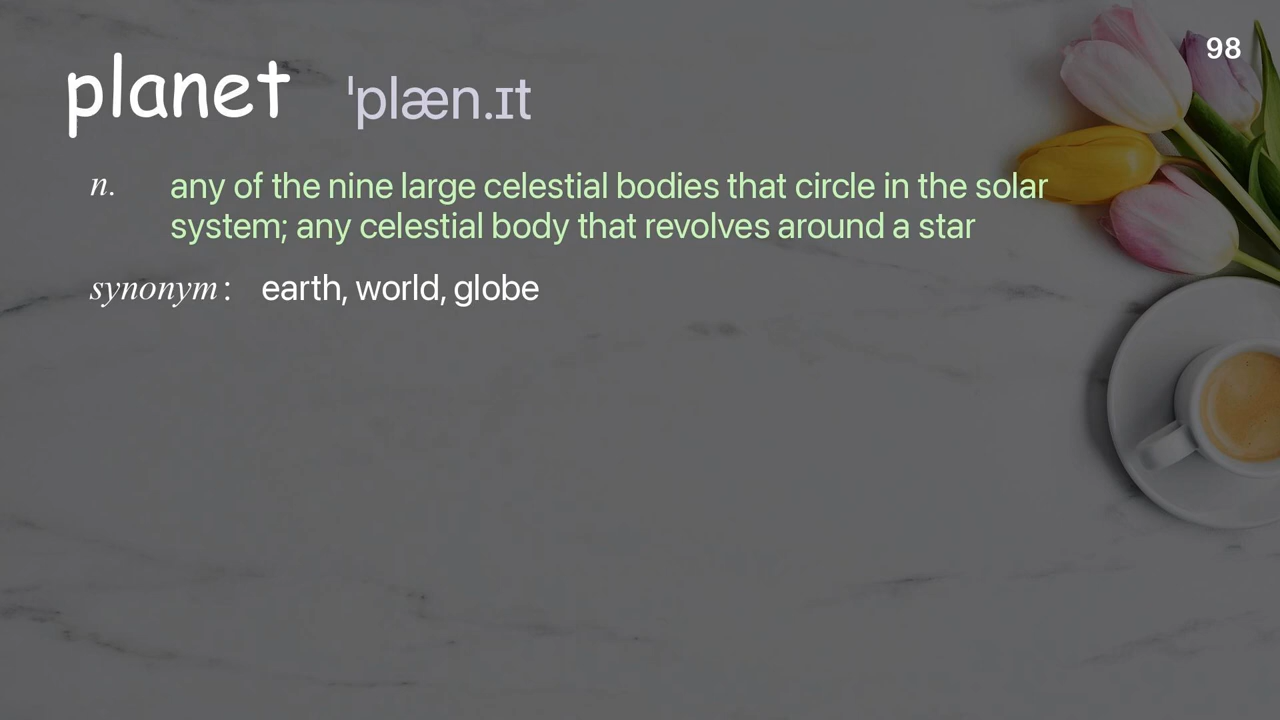 98
planet ˈplæn.ɪt
n. any of the nine large celestial bodies that circle in the solar
system; any celestial body that revolves around a star
synonym: earth, world, globe